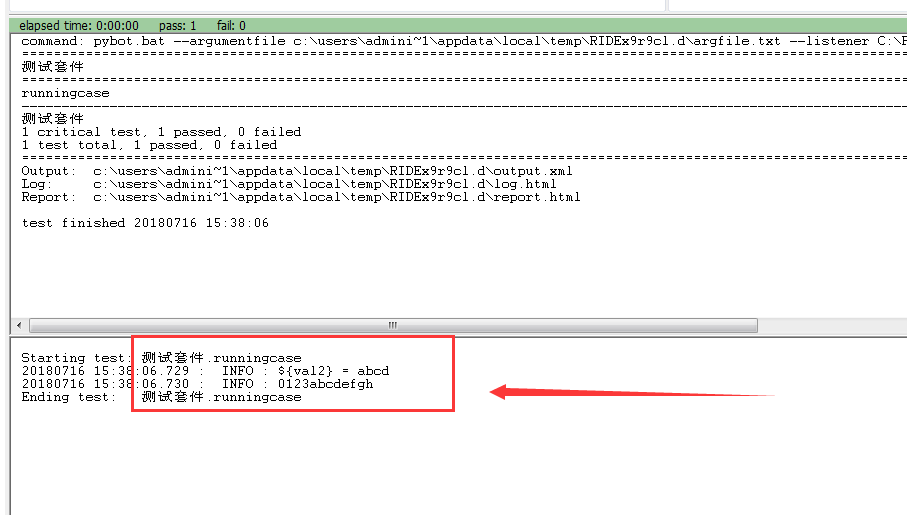 elapsed time: 0:00:00 pass: 1 fail: 0
command: pybot.bat --argumentfile c:\users\admini~1\appdata\local\temp\RIDEx9r9cl.d\argfile.txt --listener C:\
==============================================================================
测试套件
==============================================================================
runningcase
------------------------------------------------------------------------------
测试套件
1 critical test, 1 passed, 0 failed
1 test total, 1 passed, 0 failed
==============================================================================
Output: c:\users\admini~1\appdata\local\temp\RIDEx9r9cl.d\output.xml
Log: c:\users\admini~1\appdata\local\temp\RIDEx9r9cl.d\log.html
Report: c:\users\admini~1\appdata\local\temp\RIDEx9r9cl.d\report.html
test finished 20180716 15:38:06
Starting test: 测试套件.runningcase
20180716 15:38:06.729 : INFO : ${val2} = abcd
20180716 15:38:06.730 : INFO : 0123abcdefgh
Ending test: 测试套件.runningcase